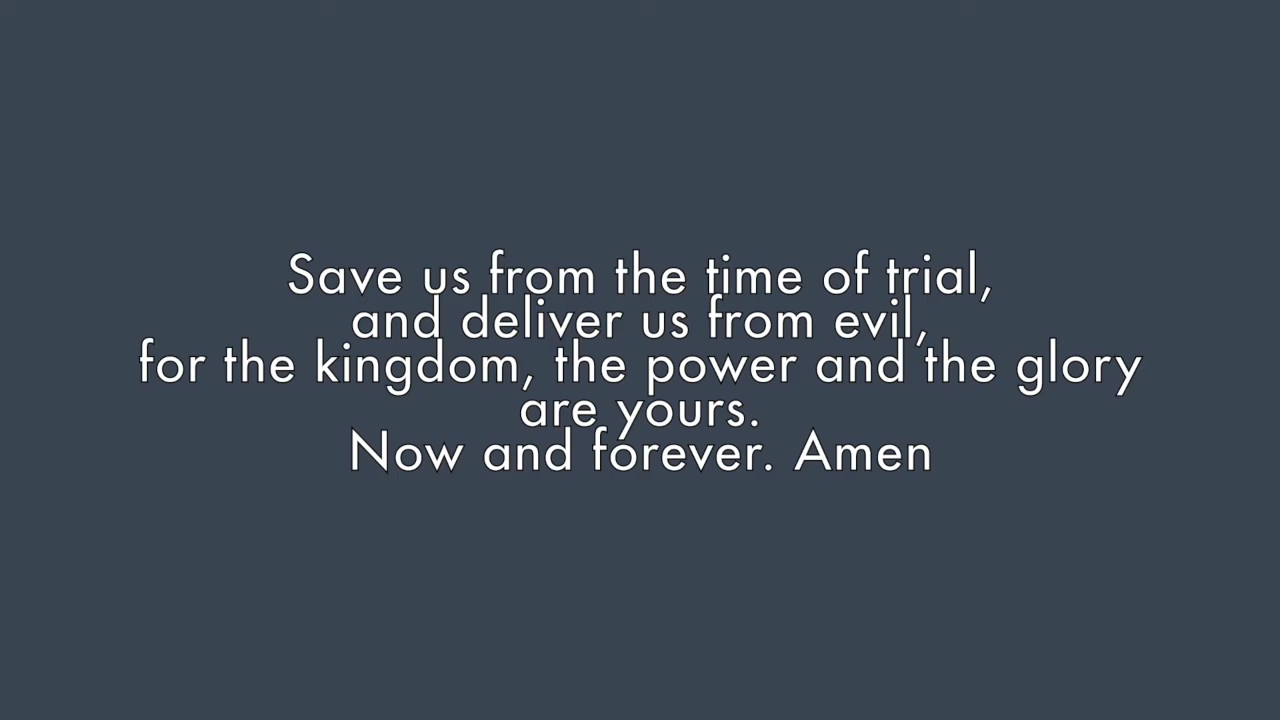 Save us from the time of trial,
and deliver us from evil,
for the kingdom, the power and the glory
are yours.
Now and forever. Amen